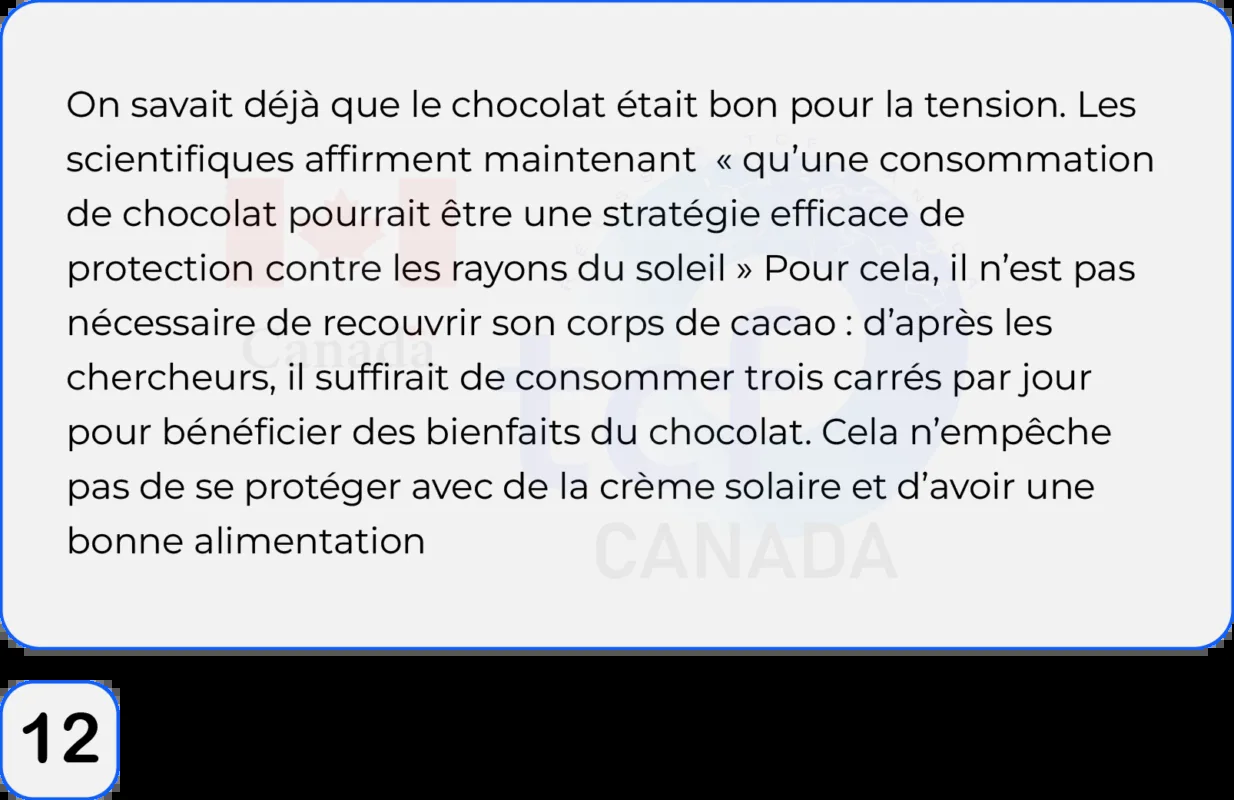 On savait déjà que le chocolat était bon pour la tension. Les
scientifiques affirment maintenant « qu’une consommation
de chocolat pourrait être une stratégie efficace de
protection contre les rayons du soleil » Pour cela, il n’est pas
nécessaire de recouvrir son corps de cacao : d’après les
chercheurs, il suffirait de consommer trois carrés par jour
pour bénéficier des bienfaits du chocolat. Cela n’empêche
pas de se protéger avec de la crème solaire et d’avoir une
bonne alimentation
Canada
tcf
CANADA
12